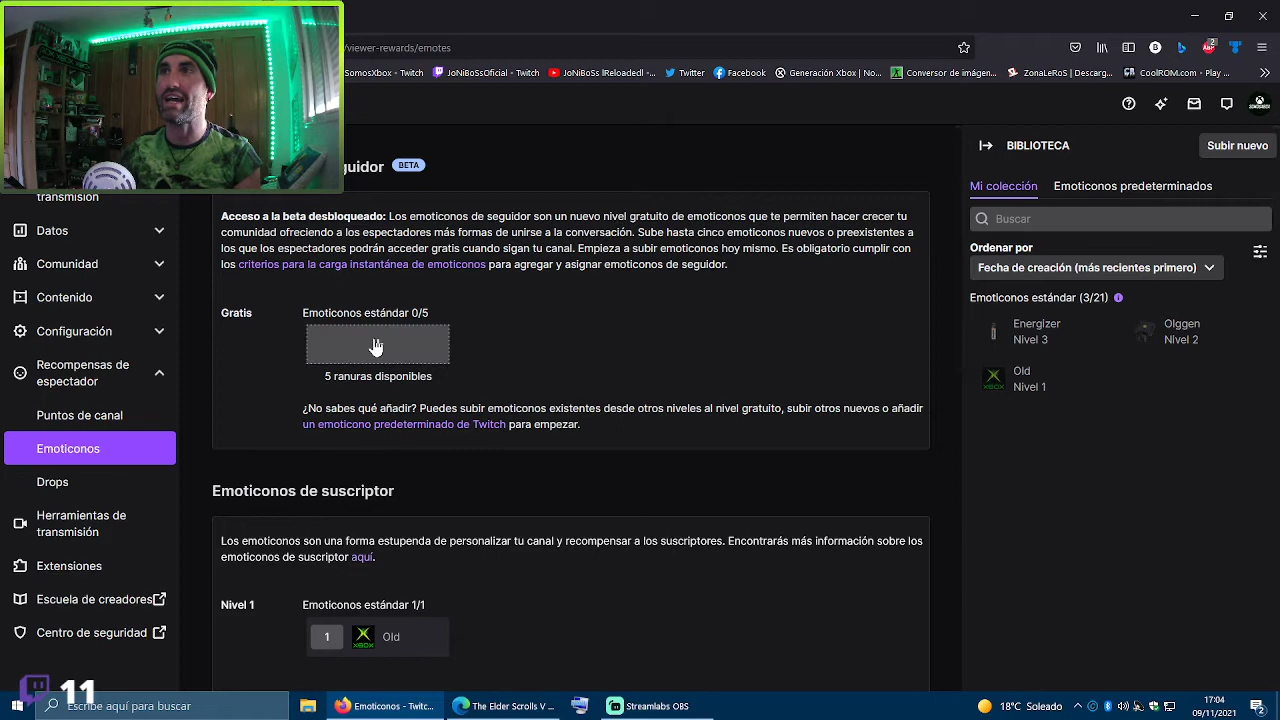 /viewer-rewards/emotes
SomosXbox - Twitch
JoNiBossOficial - Twitch
JoNiBoss [Reloaded] -...
Twitter
Facebook
Generación Xbox | No...
Conversor de imagen...
ZonaLeRoS | Descarg...
CoolROM.com - Play ...
guidor BETA
BIBLIOTECA
Subir nuevo
Mi colección
Emoticonos predeterminados
Buscar
Ordenar por
Fecha de creación (más recientes primero)
Emoticonos estándar (3/21)
Energizer
Nivel 3
Olggen
Nivel 2
Old
Nivel 1
transmisión
Datos
Comunidad
Contenido
Configuración
Recompensas de
espectador
Puntos de canal
Emoticonos
Drops
Herramientas de
transmisión
Extensiones
Escuela de creadores
Centro de seguridad
Acceso a la beta desbloqueado: Los emoticonos de seguidor son un nuevo nivel gratuito de emoticonos que te permiten hacer crecer tu
comunidad ofreciendo a los espectadores más formas de unirse a la conversación. Sube hasta cinco emoticonos nuevos o preexistentes a
los que los espectadores podrán acceder gratis cuando sigan tu canal. Empieza a subir emoticonos hoy mismo. Es obligatorio cumplir con
los criterios para la carga instantánea de emoticonos para agregar y asignar emoticonos de seguidor.
Gratis
Emoticonos estándar 0/5
5 ranuras disponibles
¿No sabes qué añadir? Puedes subir emoticonos existentes desde otros niveles al nivel gratuito, subir otros nuevos o añadir
un emoticono predeterminado de Twitch para empezar.
Emoticonos de suscriptor
Los emoticonos son una forma estupenda de personalizar tu canal y recompensar a los suscriptores. Encontrarás más información sobre los
emoticonos de suscriptor aquí.
Nivel 1
Emoticonos estándar 1/1
1 XBOX Old
11
Escribe aquí para buscar
Emoticonos - Twitc...
The Elder Scrolls V ...
Streamlabs OBS
18°C Soleado
17:04
09/11/2021
2